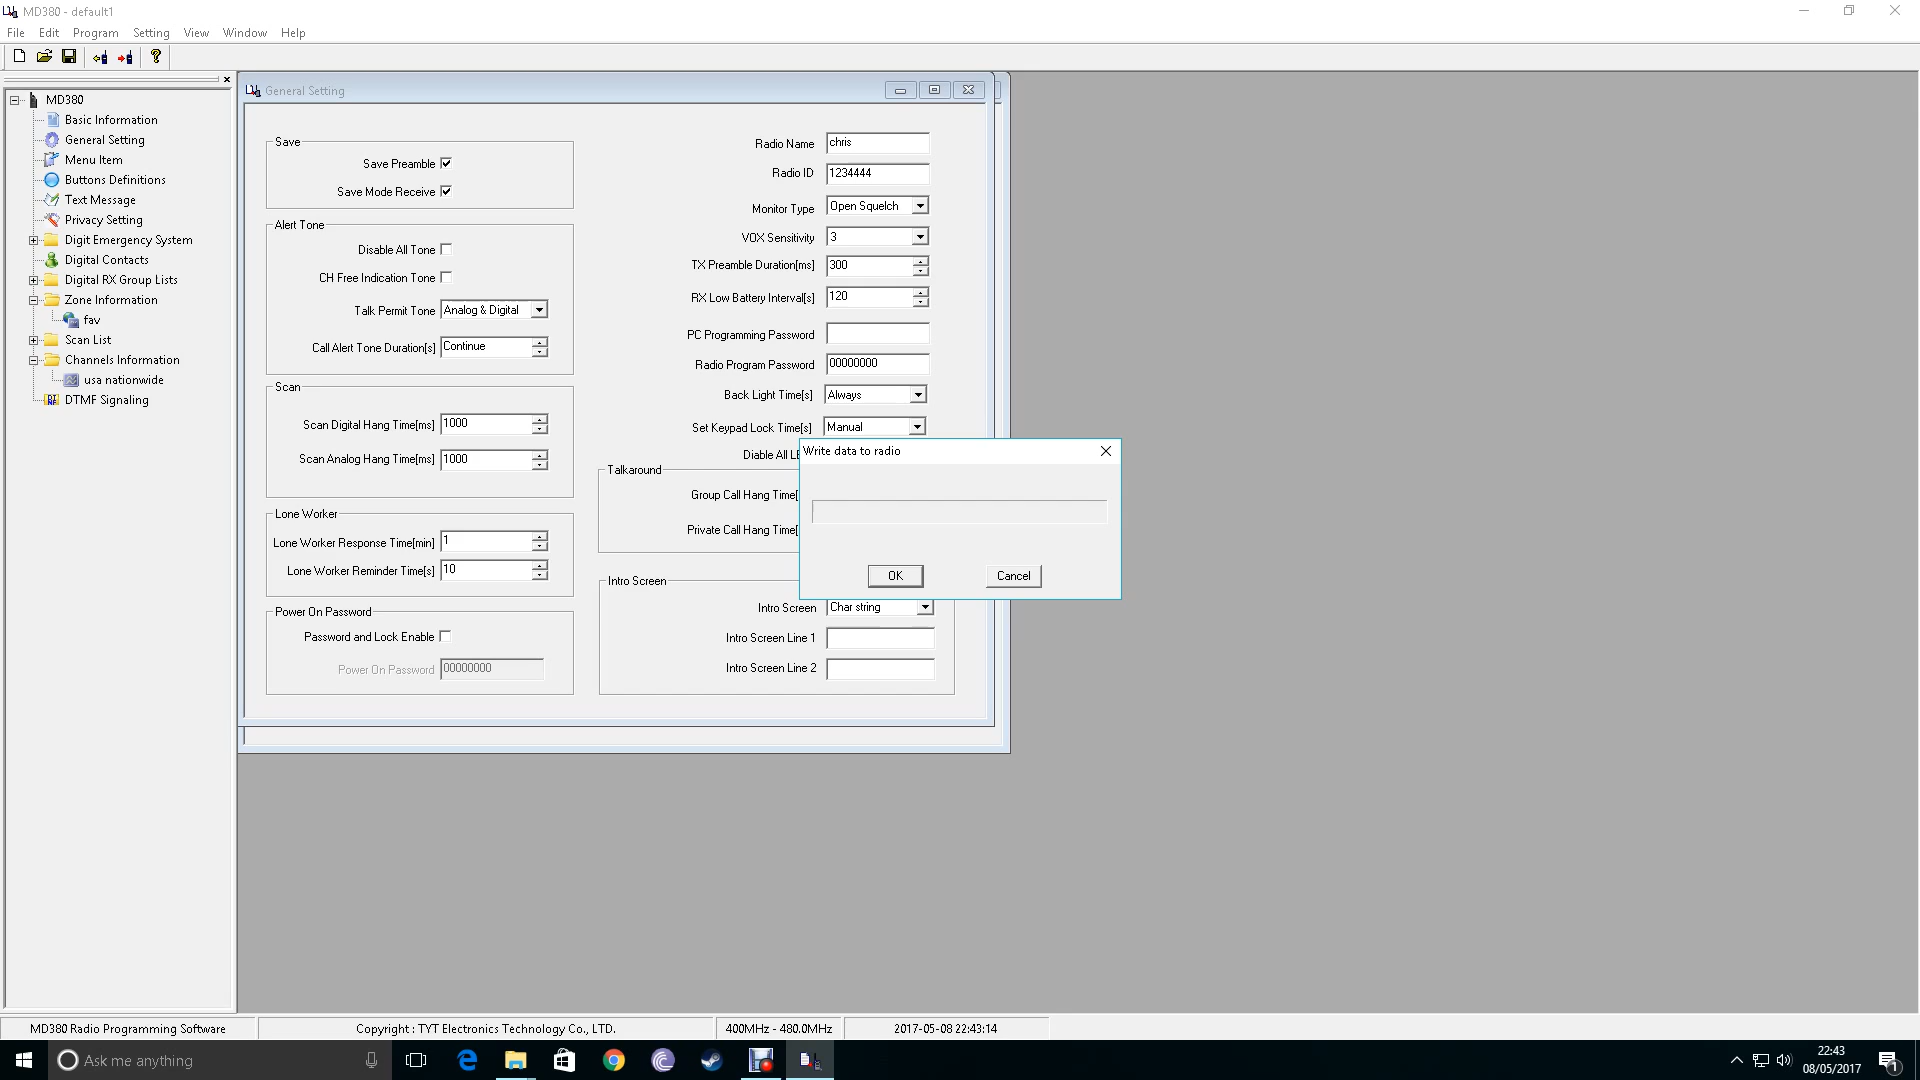 MD380 - default1
File Edit Program Setting View Window Help
MD380
Basic Information
General Setting
Menu Item
Buttons Definitions
Text Message
Privacy Setting
Digit Emergency System
Digital Contacts
Digital RX Group Lists
Zone Information
fav
Scan List
Channels Information
usa nationwide
DTMF Signaling
General Setting
Save
Save Preamble
Save Mode Receive
Alert Tone
Disable All Tone
CH Free Indication Tone
Talk Permit Tone Analog & Digital
Call Alert Tone Duration[s] Continue
Scan
Scan Digital Hang Time[ms] 1000
Scan Analog Hang Time[ms] 1000
Lone Worker
Lone Worker Response Time[min] 1
Lone Worker Reminder Time[s] 10
Power On Password
Password and Lock Enable
Power On Password 00000000
Radio Name chris
Radio ID 1234444
Monitor Type Open Squelch
VOX Sensitivity 3
TX Preamble Duration[ms] 300
RX Low Battery Interval[s] 120
PC Programming Password
Radio Program Password 00000000
Back Light Time[s] Always
Set Keypad Lock Time[s] Manual
Diable All LE
Talkaround
Group Call Hang Time[
Private Call Hang Time[
Intro Screen
Intro Screen Char string
Intro Screen Line 1
Intro Screen Line 2
Write data to radio
OK Cancel
MD380 Radio Programming Software Copyright : TYT Electronics Technology Co., LTD. 400MHz - 480.0MHz 2017-05-08 22:43:14
Ask me anything
22:43
08/05/2017
1